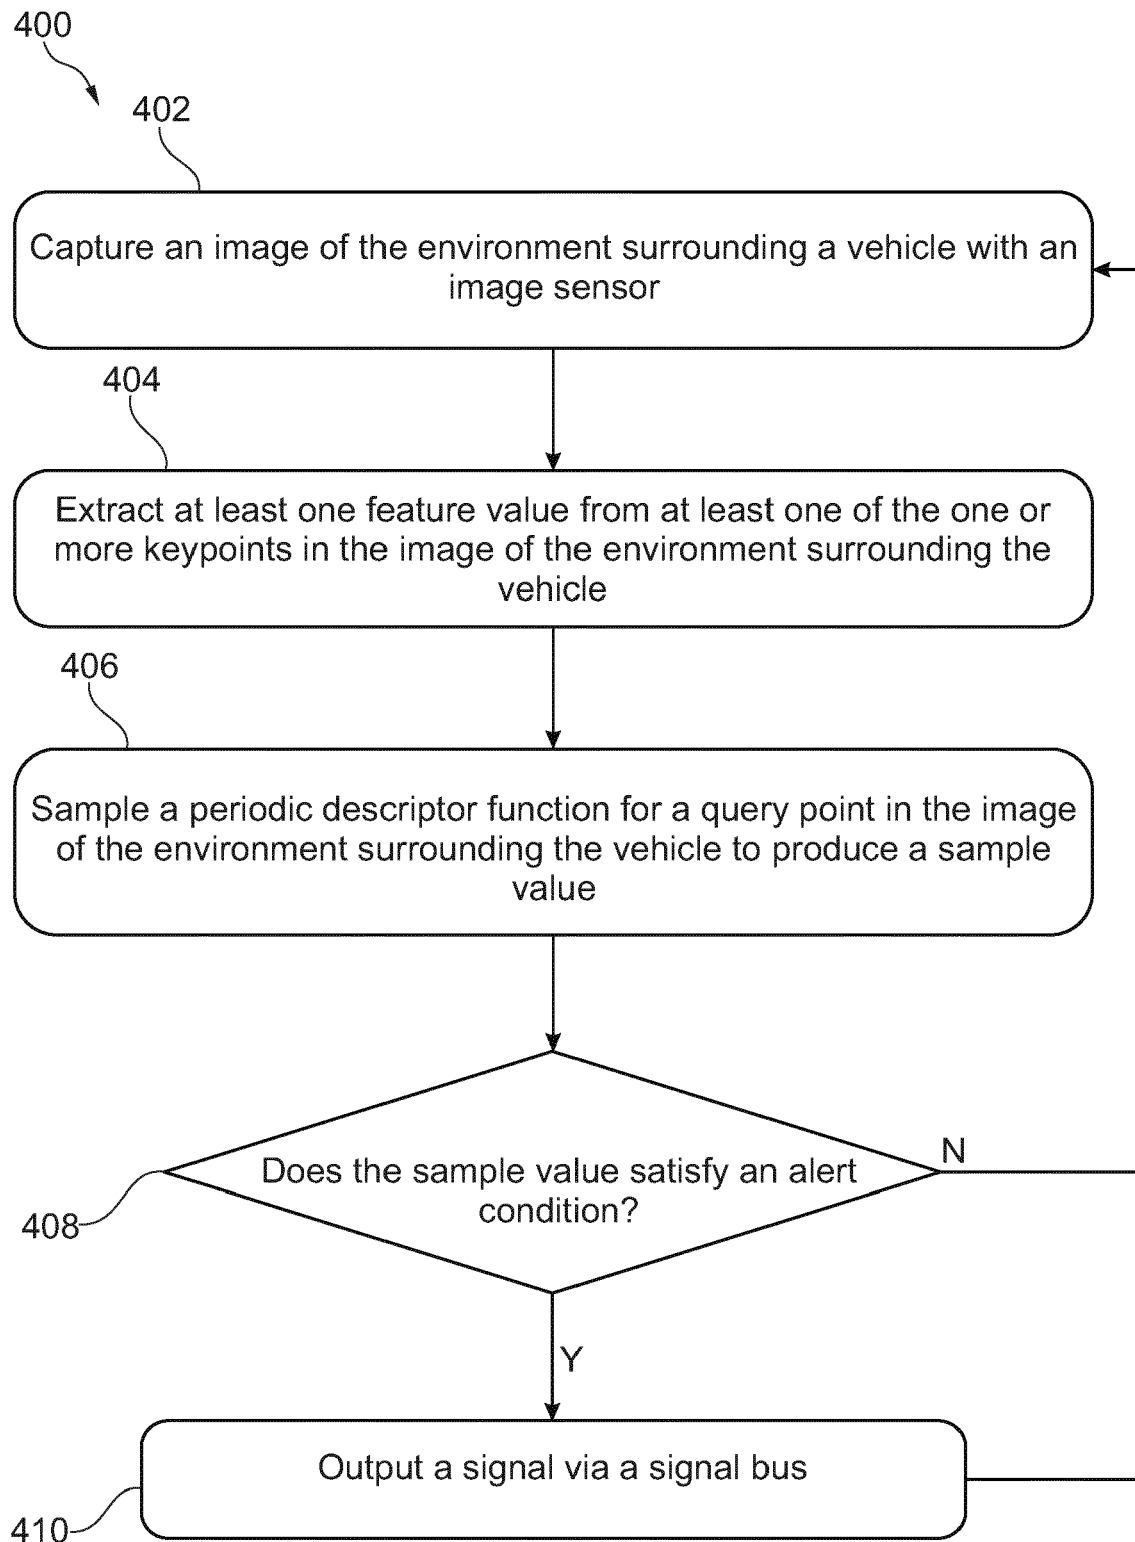 400
402
Capture an image of the environment surrounding a vehicle with an
image sensor
404
Extract at least one feature value from at least one of the one or
more keypoints in the image of the environment surrounding the
vehicle
406
Sample a periodic descriptor function for a query point in the image
of the environment surrounding the vehicle to produce a sample
value
N
Does the sample value satisfy an alert
condition?
408
Y
Output a signal via a signal bus
410